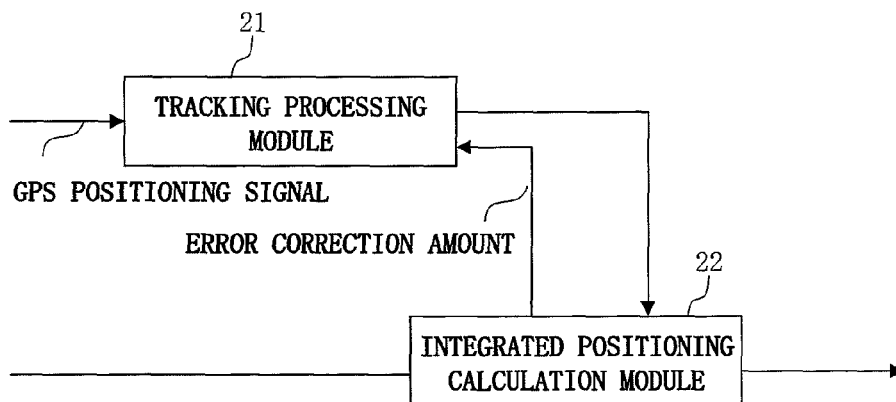 21
TRACKING PROCESSING
MODULE
GPS POSITIONING SIGNAL
ERROR CORRECTION AMOUNT
22
INTEGRATED POSITIONING
CALCULATION MODULE